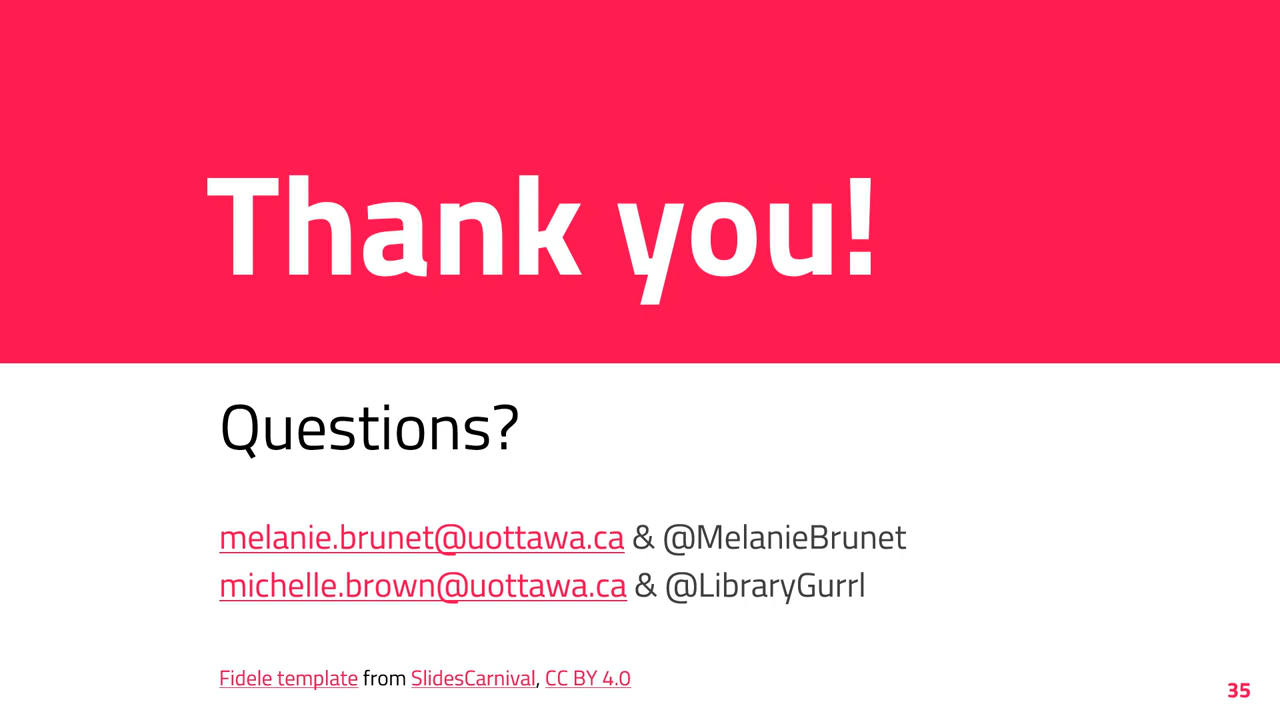 Thank you!
Questions?
melanie.brunet@uottawa.ca & @MelanieBrunet
michelle.brown@uottawa.ca & @LibraryGurrl
Fidele template from SlidesCarnival, CC BY 4.0
35